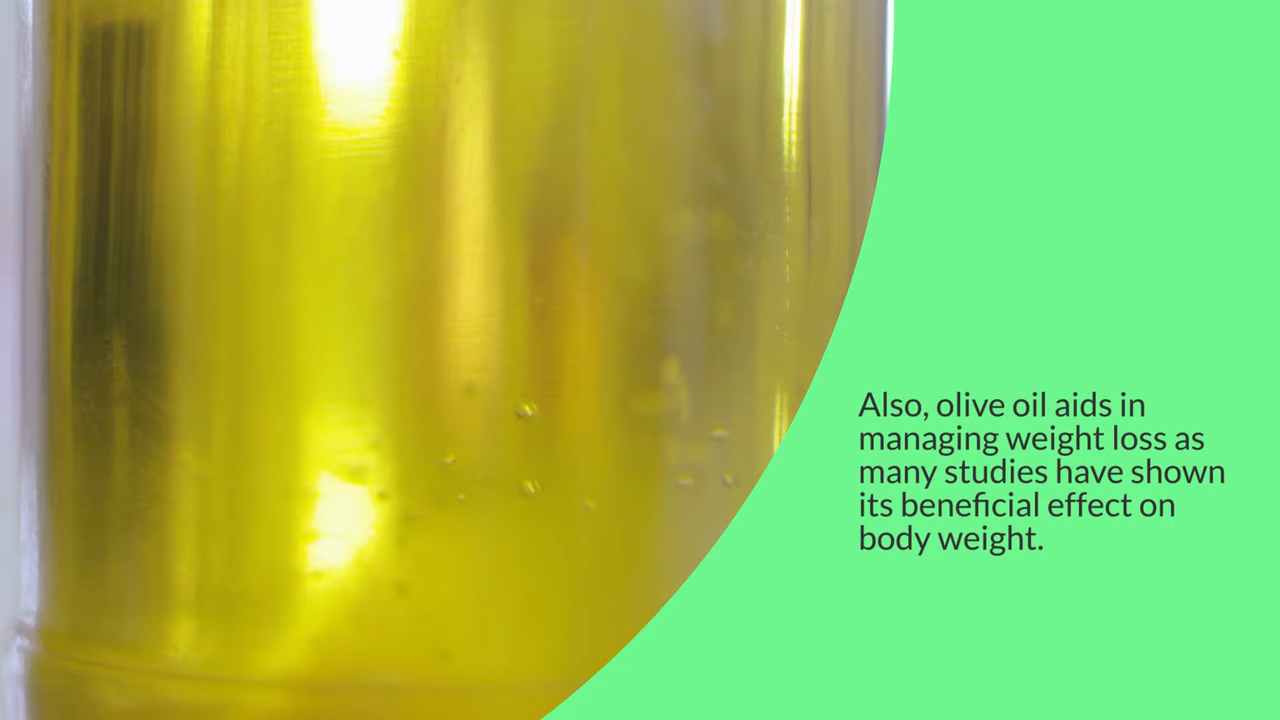 Also, olive oil aids in
managing weight loss as
many studies have shown
its beneficial effect on
body weight.